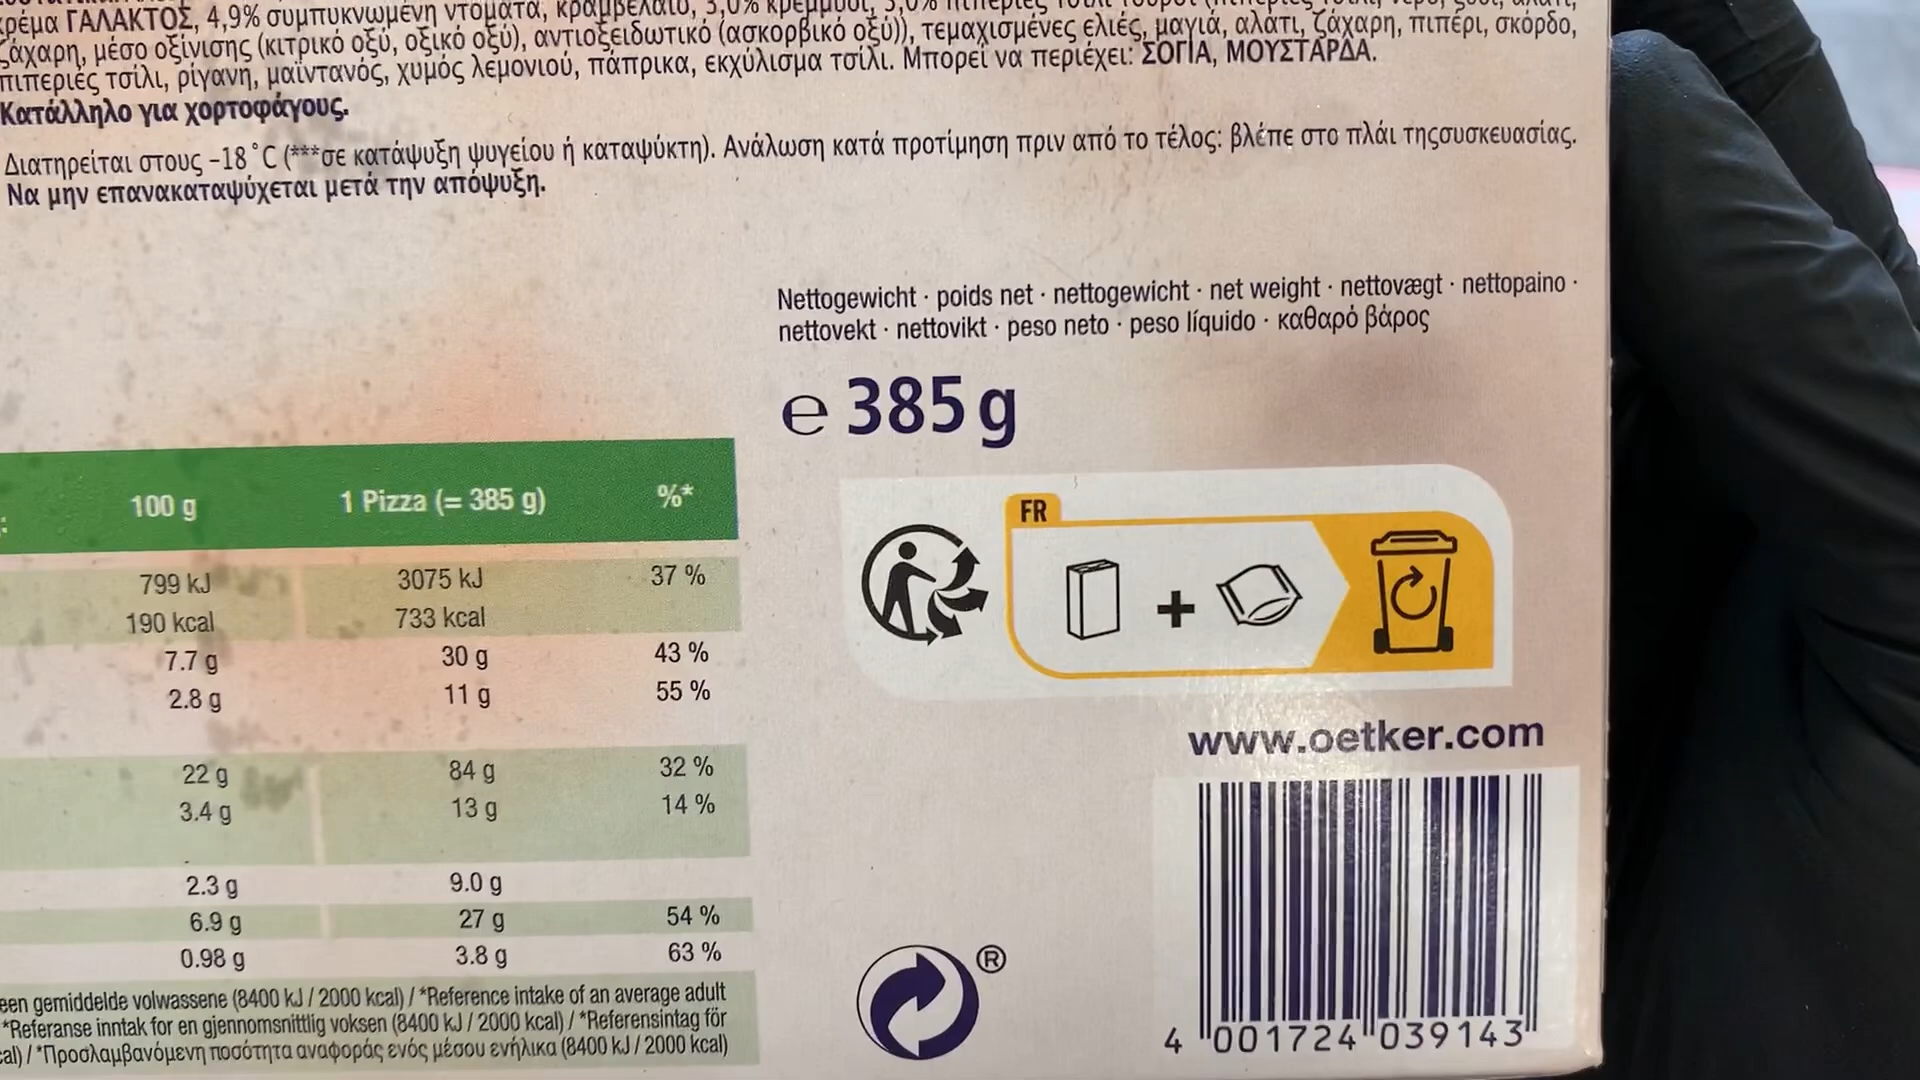 κρέμα ΓΑΛΑΚΤΟΣ, 4,9% συμπυκνωμένη ντομάτα, κραμβέλαιο, 3,0% κρεμμύδι,
ζάχαρη, μέσο οξίνισης (κιτρικό οξύ, οξικό οξύ), αντιοξειδωτικό (ασκορβικό οξύ)), τεμαχισμένες ελιές, μαγιά, αλάτι, ζάχαρη, πιπέρι, σκόρδο,
πιπεριές τσίλι, ρίγανη, μαϊντανός, χυμός λεμονιού, πάπρικα, εκχύλισμα τσίλι. Μπορεί να περιέχει: ΣΟΓΙΑ, ΜΟΥΣΤΑΡΔΑ.
Κατάλληλο για χορτοφάγους.
Διατηρείται στους -18°C (***σε κατάψυξη ψυγείου ή καταψύκτη). Ανάλωση κατά προτίμηση πριν από το τέλος: βλέπε στο πλάι τηςσυσκευασίας.
Να μην επανακαταψύχεται μετά την απόψυξη.
Nettogewicht · poids net · nettogewicht · net weight · nettovægt · nettopaino ·
nettovekt · nettovikt · peso neto · peso líquido · καθαρό βάρος
e 385 g
100 g 1 Pizza (= 385 g) %*
799 kJ 3075 kJ 37 %
190 kcal 733 kcal
7.7 g 30 g 43 %
2.8 g 11 g 55 %
22 g 84 g 32 %
3.4 g 13 g 14 %
2.3 g 9.0 g
6.9 g 27 g 54 %
0.98 g 3.8 g 63 %
een gemiddelde volwassene (8400 kJ / 2000 kcal) / *Reference intake of an average adult
*Referanse inntak for en gjennomsnittlig voksen (8400 kJ / 2000 kcal) / *Referensintag för
cal) / *Προσλαμβανόμενη ποσότητα αναφοράς ενός μέσου ενήλικα (8400 kJ / 2000 kcal)
FR
www.oetker.com
®
4 001724 039143